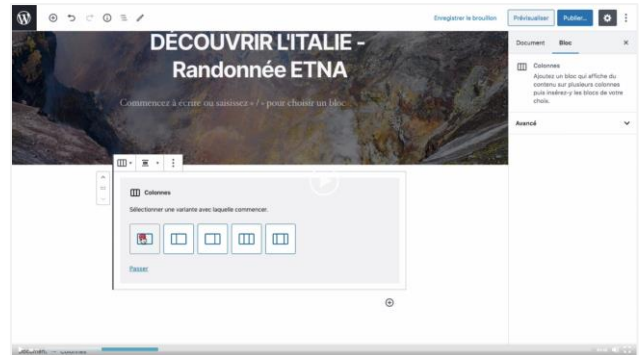 Enregistrer le brouillon
Prévisualiser
Publier...
DÉCOUVRIR L'ITALIE -
Randonnée ETNA
Commencez à écrire ou saisissez « / » pour choisir un bloc
Colonnes
Sélectionner une variante avec laquelle commencer.
Passer
Document
Bloc
Colonnes
Ajoutez un bloc qui affiche du
contenu sur plusieurs colonnes
puis insérez-y les blocs de votre
choix.
Avancé
Document → Colonnes